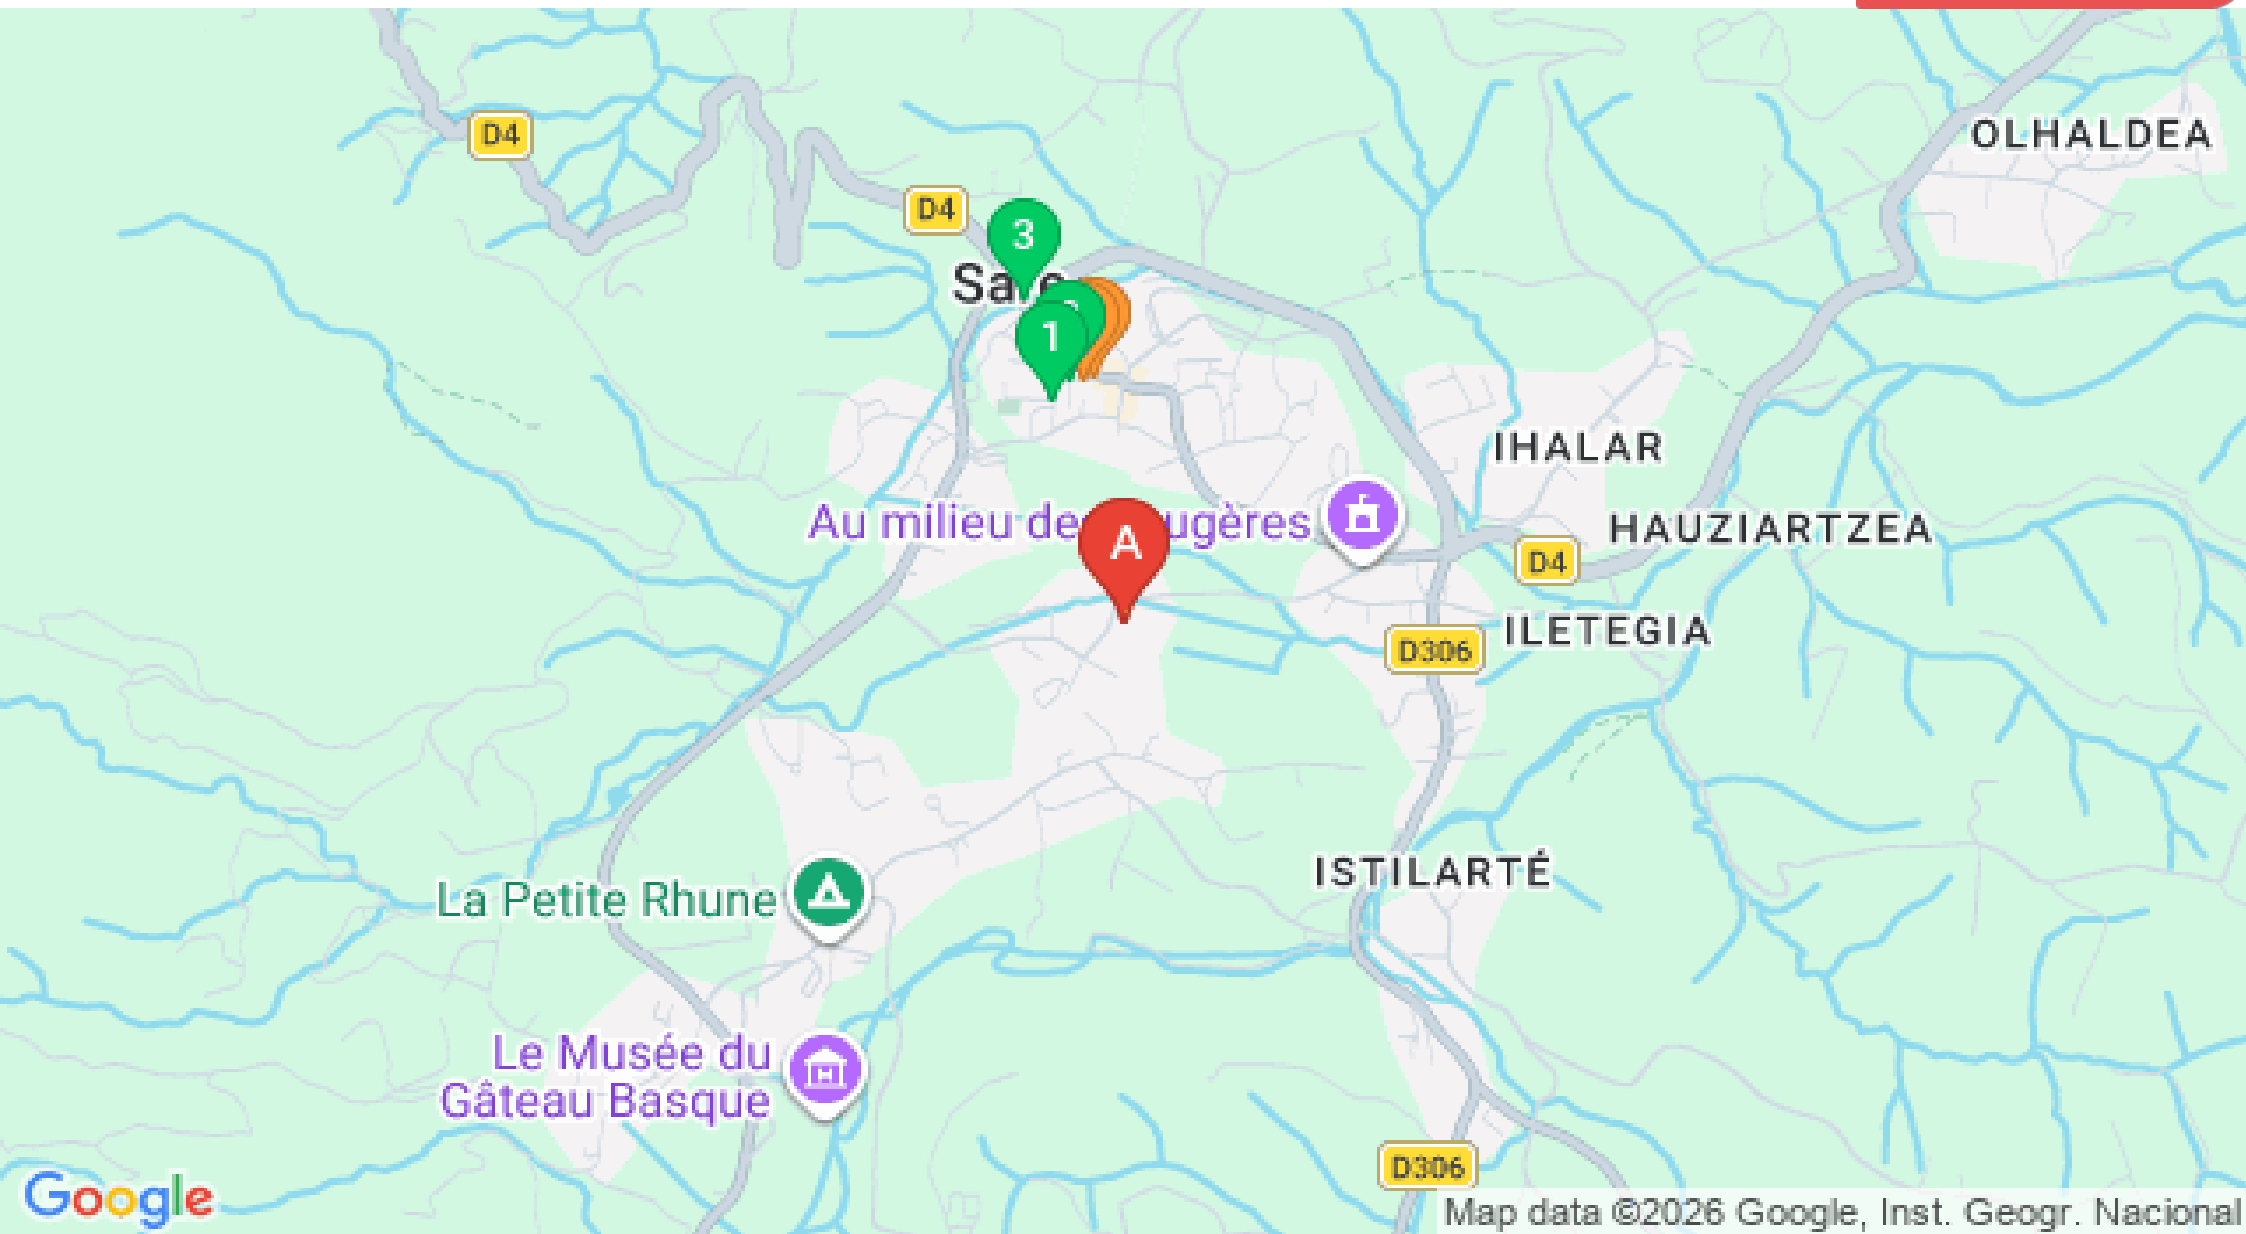 OLHALDEA
D4
D4
3
Sare
1
IHALAR
Au milieu de
ugères
A
HAUZIARTZEA
D4
ILETEGIA
D306
ISTILARTÉ
La Petite Rhune
Le Musée du
Gâteau Basque
D306
Google
Map data ©2026 Google, Inst. Geogr. Nacional